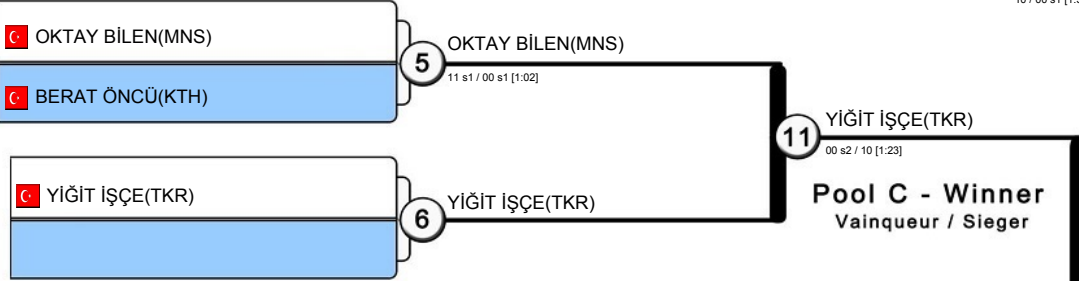 OKTAY BİLEN(MNS)
BERAT ÖNCÜ(KTH)
5
OKTAY BİLEN(MNS)
11 s1 / 00 s1 [1:02]
YİĞİT İŞÇE(TKR)
6
YİĞİT İŞÇE(TKR)
11
YİĞİT İŞÇE(TKR)
00 s2 / 10 [1:23]
Pool C - Winner
Vainqueur / Sieger